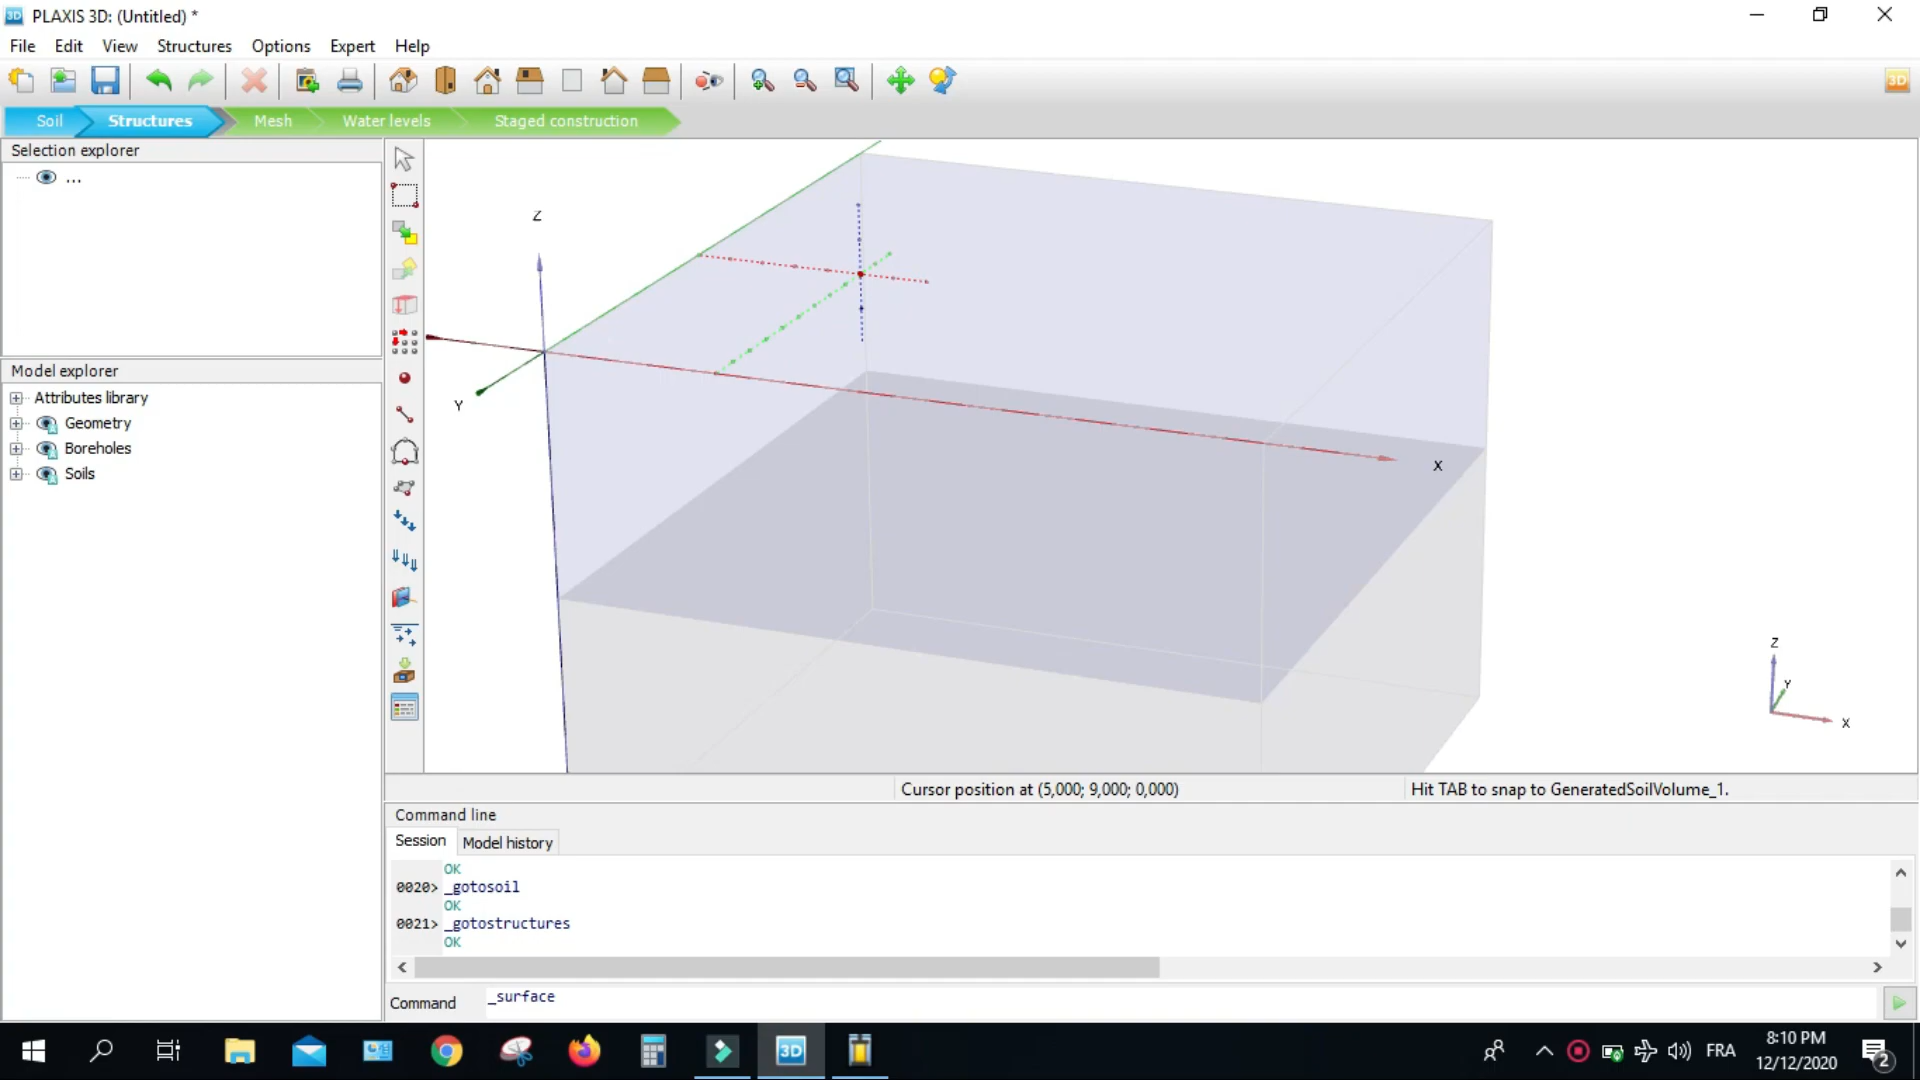 PLAXIS 3D: (Untitled) *
File Edit View Structures Options Expert Help
3D
Soil Structures Mesh Water levels Staged construction
Selection explorer
...
Model explorer
Attributes library
Geometry
Boreholes
Soils
Z
Y
X
Z
Y
X
Cursor position at (5,000; 9,000; 0,000) Hit TAB to snap to GeneratedSoilVolume_1.
Command line
Session Model history
OK
0020> _gotosoil
OK
0021> _gotostructures
OK
Command _surface
3D
FRA
8:10 PM
12/12/2020
2